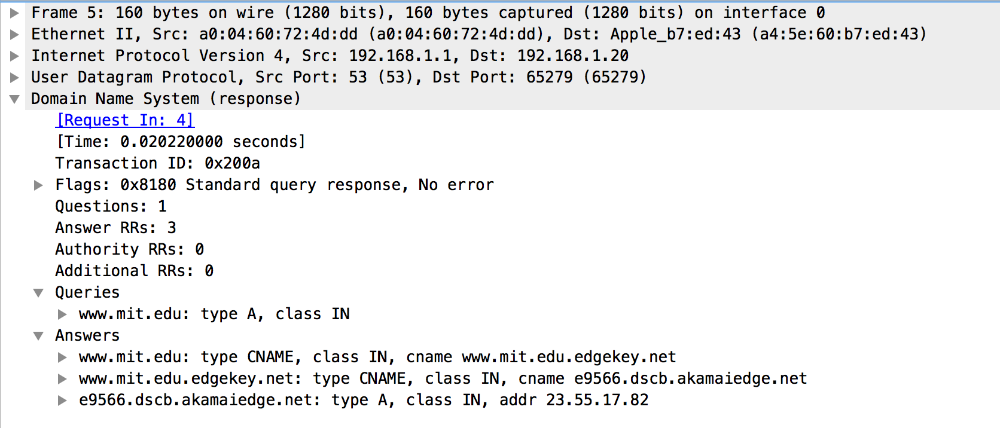 Frame 5: 160 bytes on wire (1280 bits), 160 bytes captured (1280 bits) on interface 0
Ethernet II, Src: a0:04:60:72:4d:dd (a0:04:60:72:4d:dd), Dst: Apple_b7:ed:43 (a4:5e:60:b7:ed:43)
Internet Protocol Version 4, Src: 192.168.1.1, Dst: 192.168.1.20
User Datagram Protocol, Src Port: 53 (53), Dst Port: 65279 (65279)
Domain Name System (response)
[Request In: 4]
[Time: 0.020220000 seconds]
Transaction ID: 0x200a
Flags: 0x8180 Standard query response, No error
Questions: 1
Answer RRs: 3
Authority RRs: 0
Additional RRs: 0
Queries
www.mit.edu: type A, class IN
Answers
www.mit.edu: type CNAME, class IN, cname www.mit.edu.edgekey.net
www.mit.edu.edgekey.net: type CNAME, class IN, cname e9566.dscb.akamaiedge.net
e9566.dscb.akamaiedge.net: type A, class IN, addr 23.55.17.82